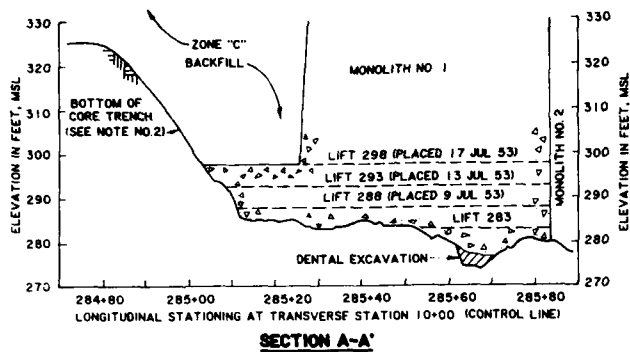 330
320
310
300
290
280
270
ELEVATION IN FEET, MSL
ZONE "C"
BACKFILL
BOTTOM OF
CORE TRENCH
(SEE NOTE NO.2)
MONOLITH NO. 1
LIFT 298 (PLACED 17 JUL 53)
LIFT 293 (PLACED 13 JUL 53)
LIFT 288 (PLACED 9 JUL 53)
LIFT 283
DENTAL EXCAVATION
MONOLITH NO. 2
330
320
310
300
290
280
270
ELEVATION IN FEET, MSL
284+80 285+00 285+20 285+40 285+60 285+80
LONGITUDINAL STATIONING AT TRANSVERSE STATION 10+00 (CONTROL LINE)
SECTION A-A'